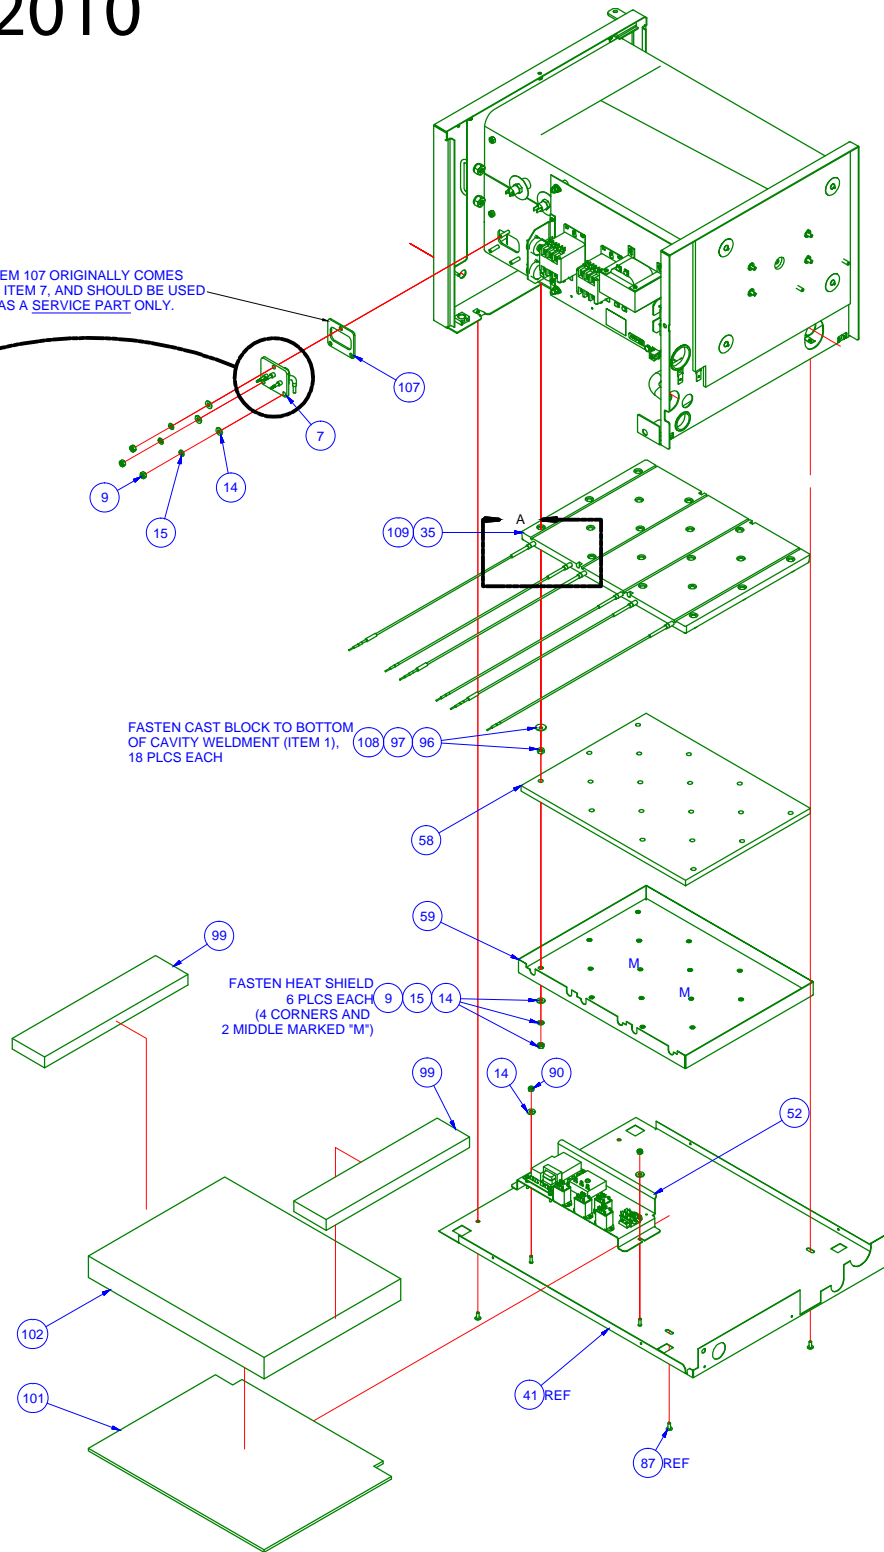 2010
EM 107 ORIGINALLY COMES
ITEM 7, AND SHOULD BE USED
AS A SERVICE PART ONLY.
107
7
14
9
15
A
109 35
FASTEN CAST BLOCK TO BOTTOM
OF CAVITY WELDMENT (ITEM 1),
18 PLCS EACH
108 97 96
58
59
M
M
99
FASTEN HEAT SHIELD
6 PLCS EACH
(4 CORNERS AND
2 MIDDLE MARKED "M")
9 15 14
99
14 90
52
102
101
41 REF
87 REF